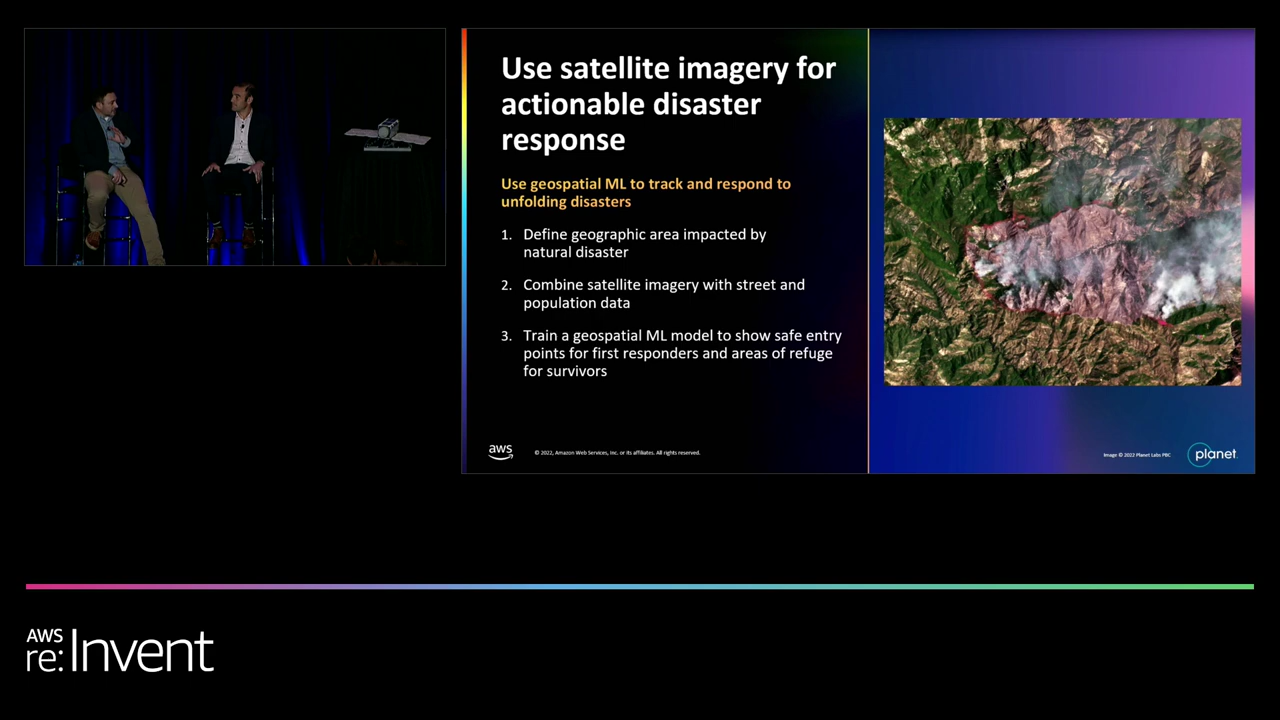 Use satellite imagery for
actionable disaster
response
Use geospatial ML to track and respond to
unfolding disasters
1. Define geographic area impacted by
natural disaster
2. Combine satellite imagery with street and
population data
3. Train a geospatial ML model to show safe entry
points for first responders and areas of refuge
for survivors
aws
© 2022, Amazon Web Services, Inc. or its affiliates. All rights reserved.
Image © 2022 Planet Labs PBC
planet.
AWS
re:Invent